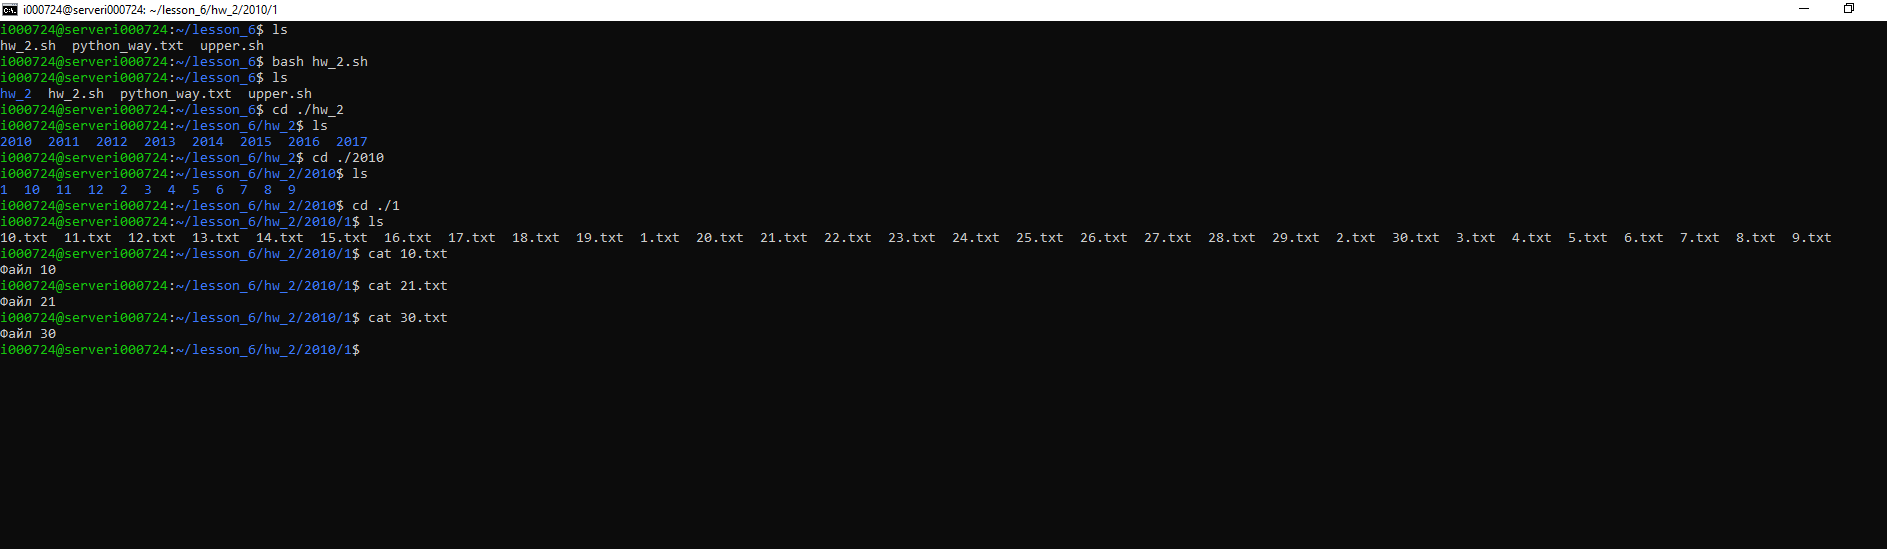 i000724@serveri000724: ~/lesson_6/hw_2/2010/1
i000724@serveri000724:~/lesson_6$ ls
hw_2.sh  python_way.txt  upper.sh
i000724@serveri000724:~/lesson_6$ bash hw_2.sh
i000724@serveri000724:~/lesson_6$ ls
hw_2  hw_2.sh  python_way.txt  upper.sh
i000724@serveri000724:~/lesson_6$ cd ./hw_2
i000724@serveri000724:~/lesson_6/hw_2$ ls
2010  2011  2012  2013  2014  2015  2016  2017
i000724@serveri000724:~/lesson_6/hw_2$ cd ./2010
i000724@serveri000724:~/lesson_6/hw_2/2010$ ls
1  10  11  12  2  3  4  5  6  7  8  9
i000724@serveri000724:~/lesson_6/hw_2/2010$ cd ./1
i000724@serveri000724:~/lesson_6/hw_2/2010/1$ ls
10.txt  11.txt  12.txt  13.txt  14.txt  15.txt  16.txt  17.txt  18.txt  19.txt  1.txt  20.txt  21.txt  22.txt  23.txt  24.txt  25.txt  26.txt  27.txt  28.txt  29.txt  2.txt  30.txt  3.txt  4.txt  5.txt  6.txt  7.txt  8.txt  9.txt
i000724@serveri000724:~/lesson_6/hw_2/2010/1$ cat 10.txt
Файл 10
i000724@serveri000724:~/lesson_6/hw_2/2010/1$ cat 21.txt
Файл 21
i000724@serveri000724:~/lesson_6/hw_2/2010/1$ cat 30.txt
Файл 30
i000724@serveri000724:~/lesson_6/hw_2/2010/1$